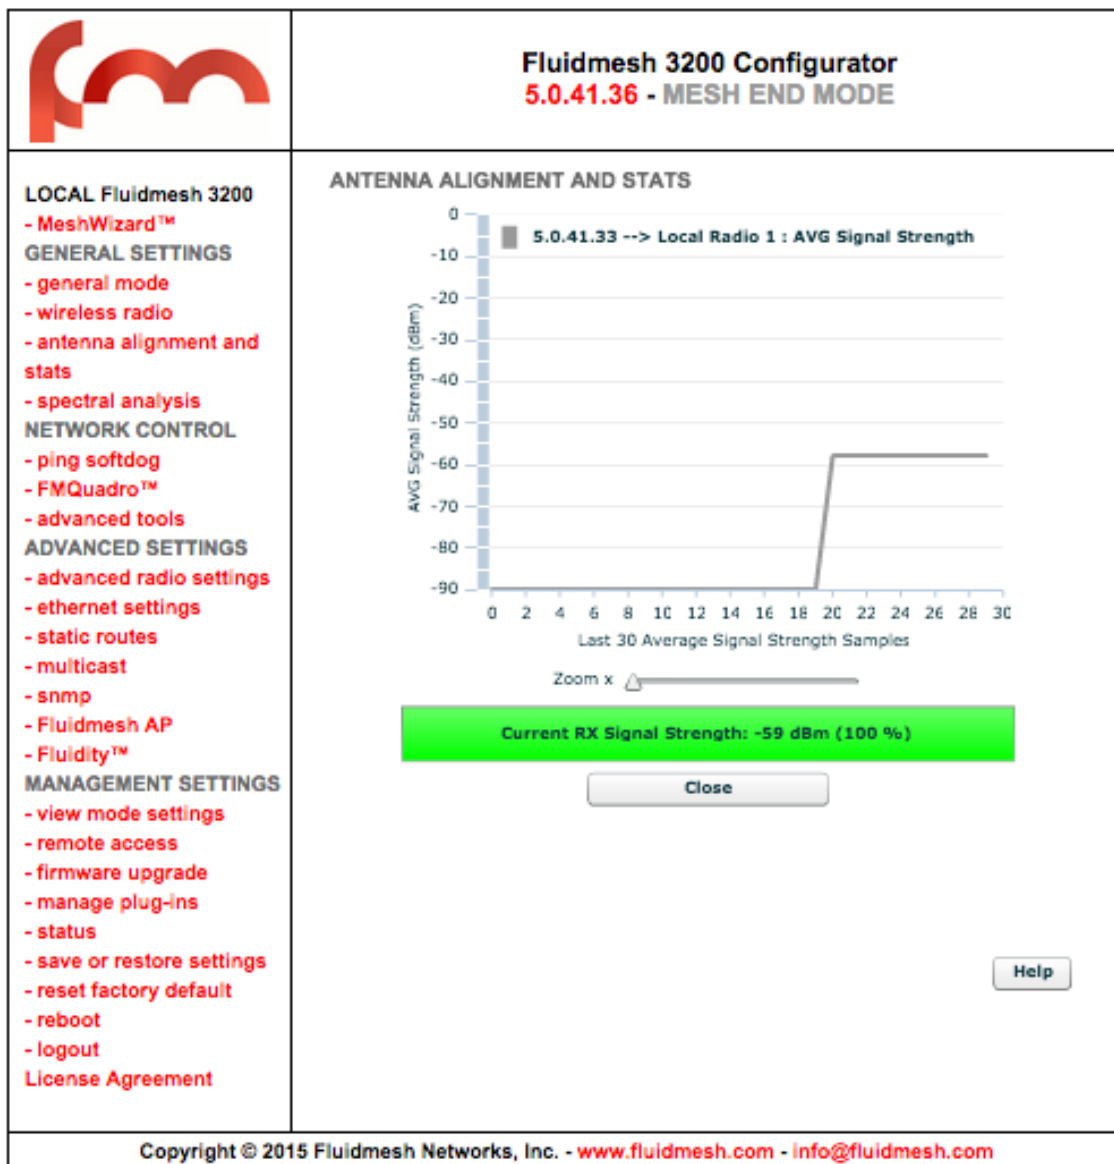 fm
Fluidmesh 3200 Configurator
5.0.41.36 - MESH END MODE
LOCAL Fluidmesh 3200
- MeshWizard™
GENERAL SETTINGS
- general mode
- wireless radio
- antenna alignment and
stats
- spectral analysis
NETWORK CONTROL
- ping softdog
- FMQuadro™
- advanced tools
ADVANCED SETTINGS
- advanced radio settings
- ethernet settings
- static routes
- multicast
- snmp
- Fluidmesh AP
- Fluidity™
MANAGEMENT SETTINGS
- view mode settings
- remote access
- firmware upgrade
- manage plug-ins
- status
- save or restore settings
- reset factory default
- reboot
- logout
License Agreement
ANTENNA ALIGNMENT AND STATS
5.0.41.33 --> Local Radio 1 : AVG Signal Strength
AVG Signal Strength (dBm)
0
-10
-20
-30
-40
-50
-60
-70
-80
-90
0 2 4 6 8 10 12 14 16 18 20 22 24 26 28 30
Last 30 Average Signal Strength Samples
Zoom x
Current RX Signal Strength: -59 dBm (100 %)
Close
Help
Copyright © 2015 Fluidmesh Networks, Inc. - www.fluidmesh.com - info@fluidmesh.com